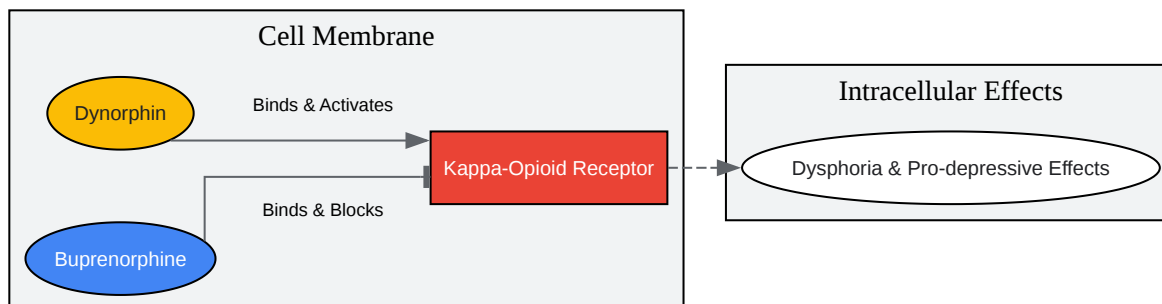 Cell Membrane
Dynorphin
Binds & Activates
Kappa-Opioid Receptor
Binds & Blocks
Buprenorphine
Intracellular Effects
Dysphoria & Pro-depressive Effects